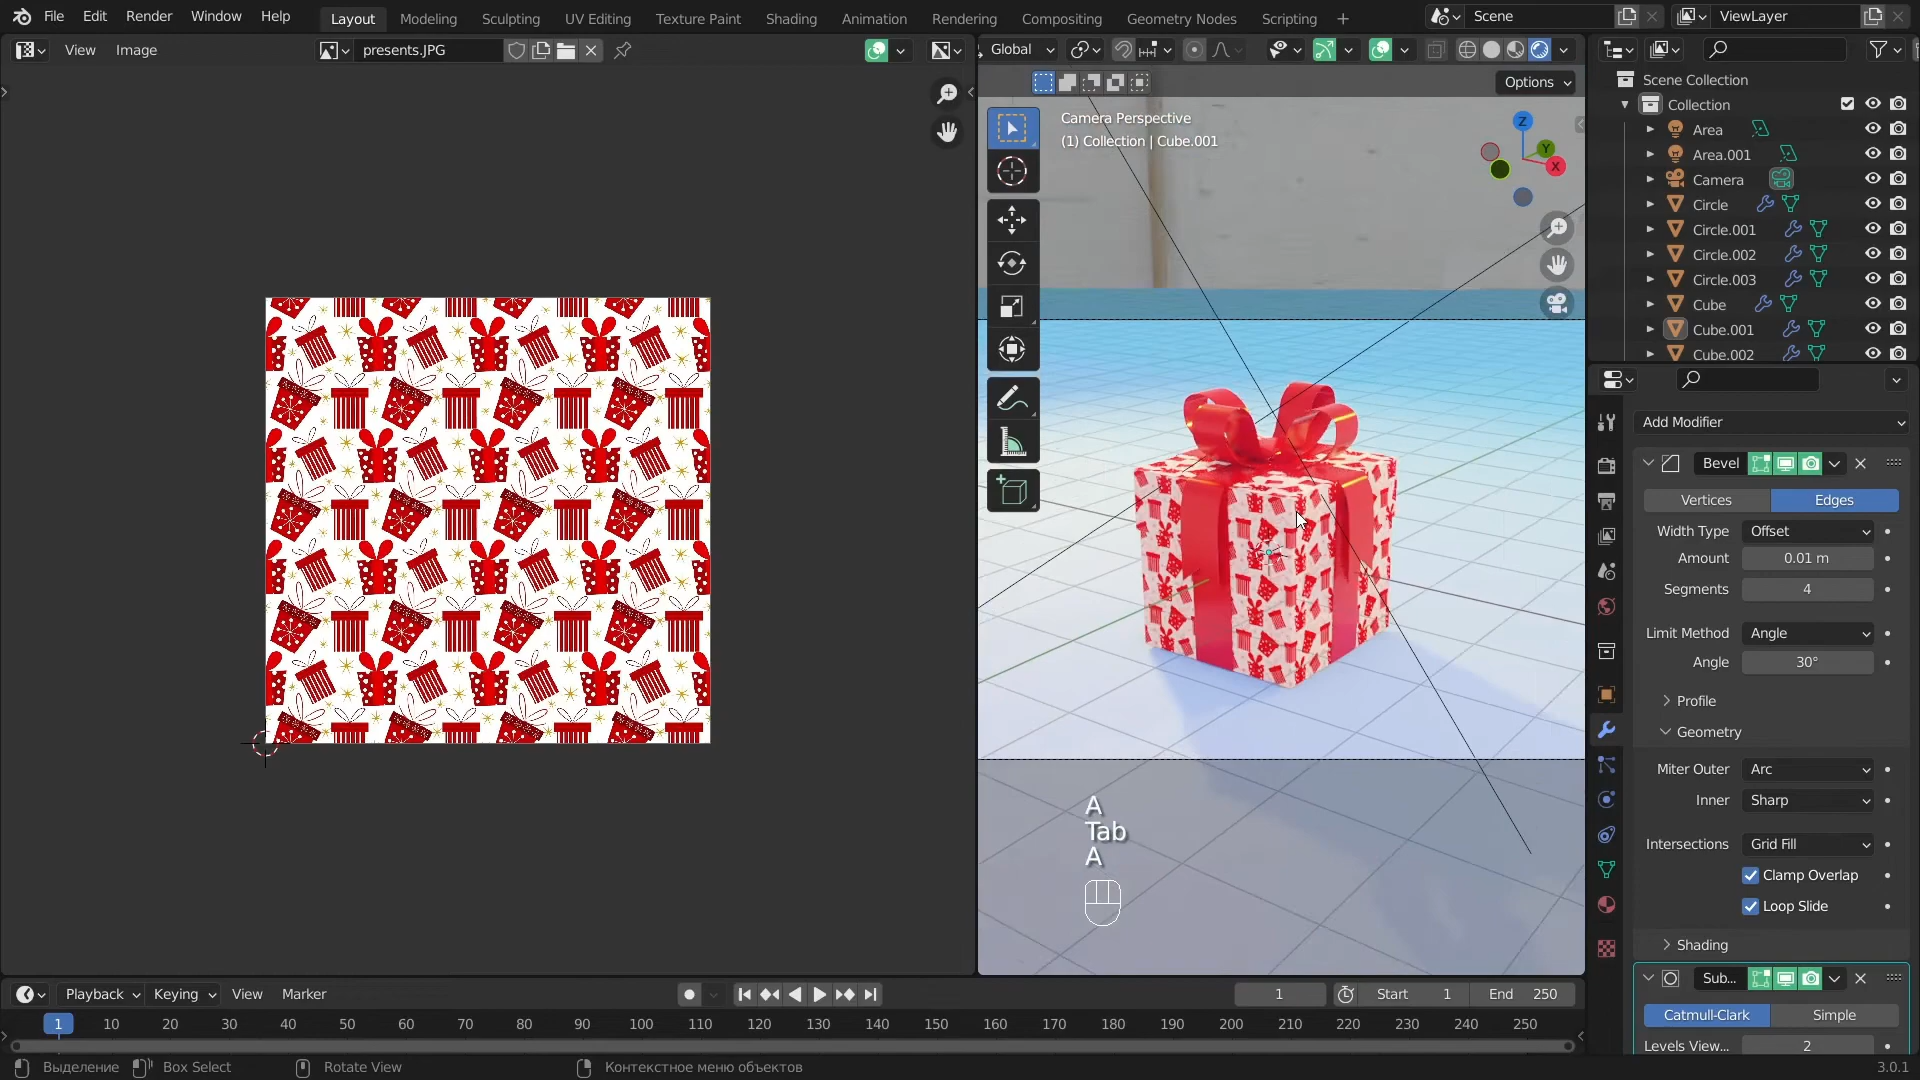 File Edit Render Window Help
Layout Modeling Sculpting UV Editing Texture Paint Shading Animation Rendering Compositing Geometry Nodes Scripting
Scene
ViewLayer
View Image
presents.JPG
Global
Options
Camera Perspective
(1) Collection | Cube.001
Z
Y
X
A
Tab
A
Scene Collection
Collection
Area
Area.001
Camera
Circle
Circle.001
Circle.002
Circle.003
Cube
Cube.001
Cube.002
Add Modifier
Bevel
Vertices Edges
Width Type Offset
Amount 0.01 m
Segments 4
Limit Method Angle
Angle 30°
Profile
Geometry
Miter Outer Arc
Inner Sharp
Intersections Grid Fill
Clamp Overlap
Loop Slide
Shading
Sub...
Catmull-Clark Simple
Levels View... 2
Playback Keying View Marker
1 Start 1 End 250
1 10 20 30 40 50 60 70 80 90 100 110 120 130 140 150 160 170 180 190 200 210 220 230 240 250
Выделение Box Select Rotate View Контекстное меню объектов 3.0.1